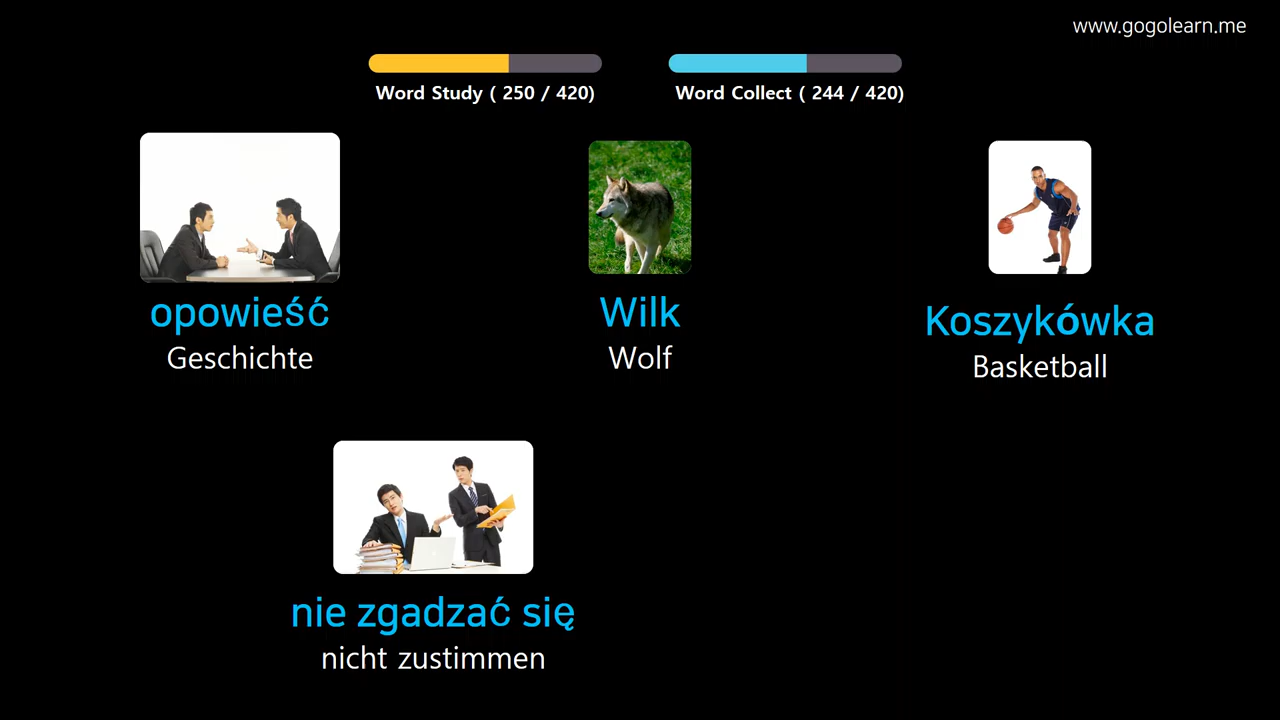 www.gogolearn.me
Word Study ( 250 / 420)
Word Collect ( 244 / 420)
opowieść
Geschichte
Wilk
Wolf
Koszykówka
Basketball
nie zgadzać się
nicht zustimmen